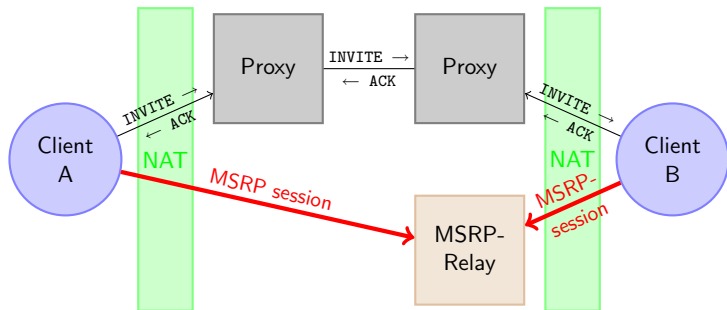 Proxy
INVITE →
← ACK
Proxy
INVITE →
← ACK
INVITE →
← ACK
Client
A
NAT
NAT
Client
B
MSRP session
MSRP-
session
MSRP-
Relay